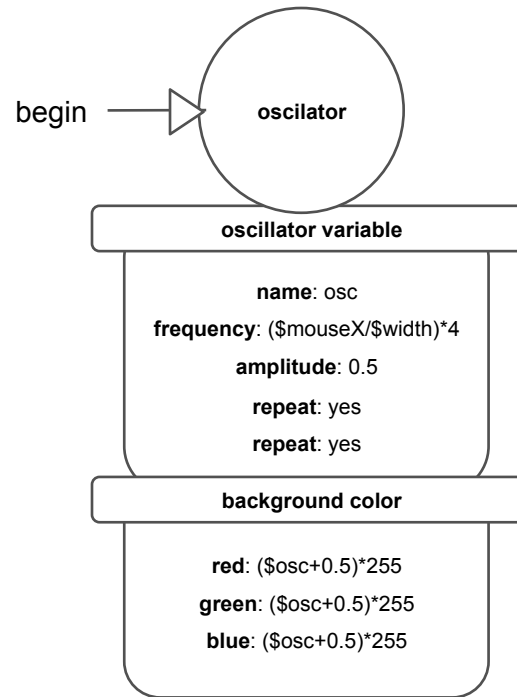 begin
oscilator
oscillator variable
name: osc
frequency: ($mouseX/$width)*4
amplitude: 0.5
repeat: yes
repeat: yes
background color
red: ($osc+0.5)*255
green: ($osc+0.5)*255
blue: ($osc+0.5)*255